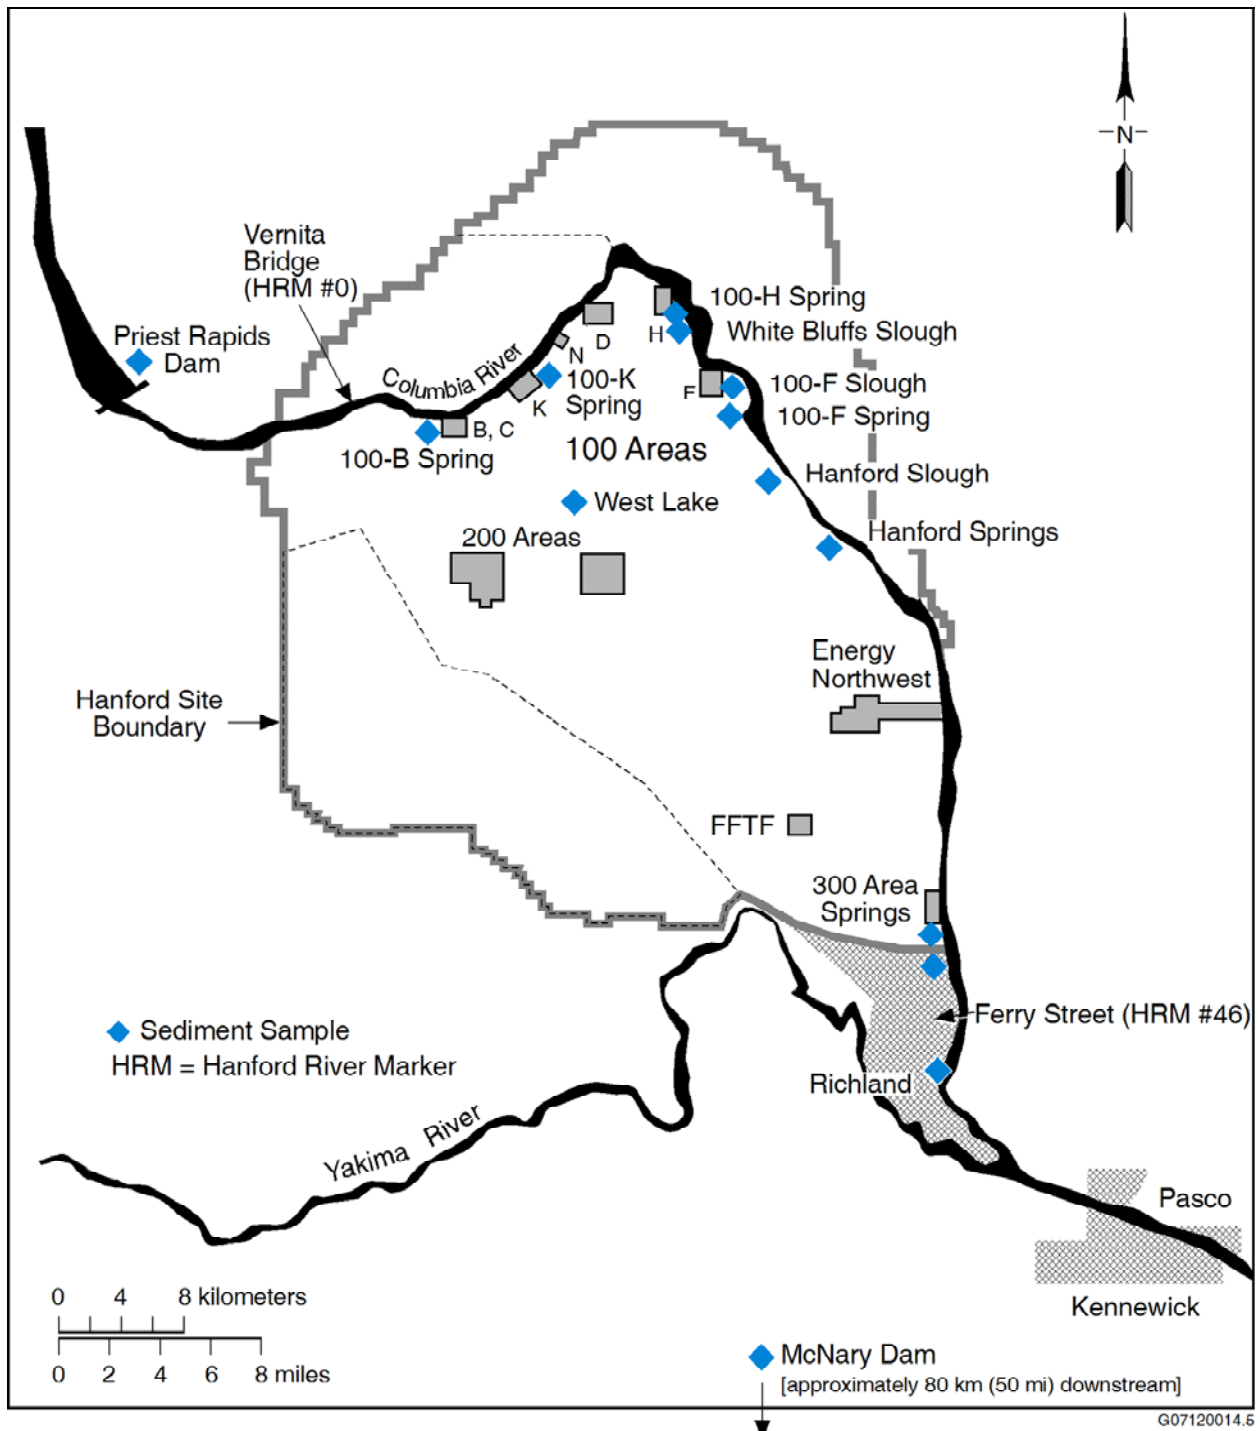 N
Vernita
Bridge
(HRM #0)
Priest Rapids
Dam
Columbia River
100-H Spring
White Bluffs Slough
H
D
N
100-K
Spring
K
F
100-F Slough
100-F Spring
B, C
100-B Spring
100 Areas
Hanford Slough
West Lake
Hanford Springs
200 Areas
Energy
Northwest
Hanford Site
Boundary
FFTF
300 Area
Springs
Ferry Street (HRM #46)
Sediment Sample
HRM = Hanford River Marker
Richland
Yakima River
Pasco
Kennewick
0 4 8 kilometers
0 2 4 6 8 miles
McNary Dam
[approximately 80 km (50 mi) downstream]
G07120014.5